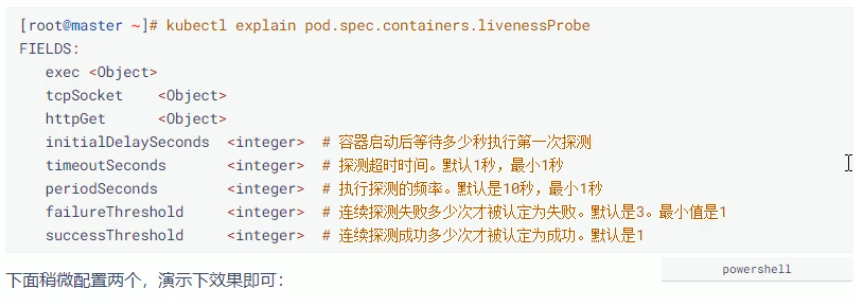 [root@master ~]# kubectl explain pod.spec.containers.livenessProbe
FIELDS:
exec <Object>
tcpSocket    <Object>
httpGet      <Object>
initialDelaySeconds  <integer>  # 容器启动后等待多少秒执行第一次探测
timeoutSeconds       <integer>  # 探测超时时间。默认1秒，最小1秒
periodSeconds        <integer>  # 执行探测的频率。默认是10秒，最小1秒
failureThreshold     <integer>  # 连续探测失败多少次才被认定为失败。默认是3。最小值是1
successThreshold     <integer>  # 连续探测成功多少次才被认定为成功。默认是1
powershell
下面稍微配置两个，演示下效果即可：